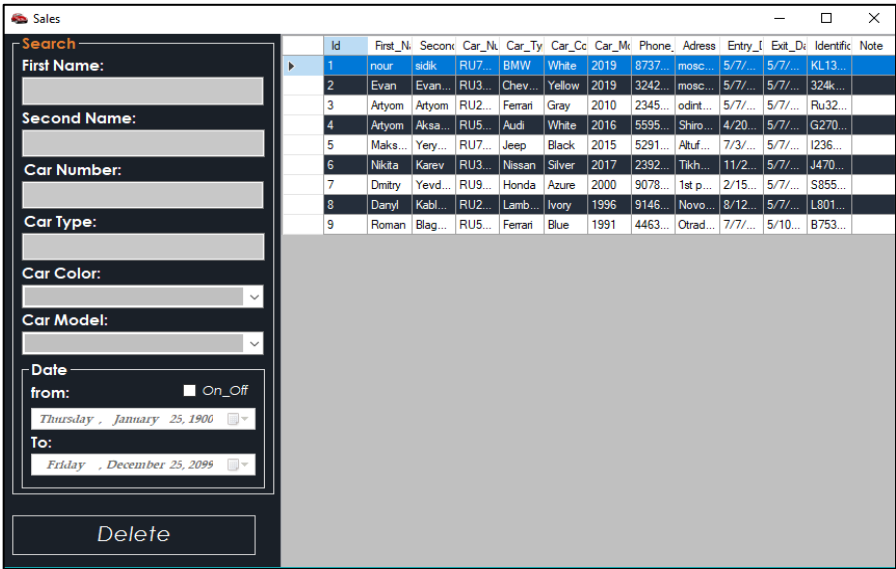 Sales
Search
First Name:
Second Name:
Car Number:
Car Type:
Car Color:
Car Model:
Date
from:
On_Off
Thursday , January 25, 1900
To:
Friday , December 25, 2099
Delete
Id First_N Second Car_Nu Car_Ty Car_Co Car_Mo Phone_ Adress Entry_D Exit_Da Identific Note
1 nour sidik RU7... BMW White 2019 8737... mosc... 5/7/... 5/7/... KL13...
2 Evan Evan... RU3... Chev... Yellow 2019 3242... mosc... 5/7/... 5/7/... 324k...
3 Artyom Artyom RU2... Ferrari Gray 2010 2345... odint... 5/7/... 5/7/... Ru32...
4 Artyom Aksa... RU5... Audi White 2016 5595... Shiro... 4/20... 5/7/... G270...
5 Maks... Yery... RU7... Jeep Black 2015 5291... Altuf... 7/3/... 5/7/... I236...
6 Nikita Karev RU3... Nissan Silver 2017 2392... Tikh... 11/2... 5/7/... J470...
7 Dmitry Yevd... RU9... Honda Azure 2000 9078... 1st p... 2/15... 5/7/... S855...
8 Danyl Kabl... RU2... Lamb... Ivory 1996 9146... Novo... 8/12... 5/7/... L801...
9 Roman Blag... RU5... Ferrari Blue 1991 4463... Otrad... 7/7/... 5/10... B753...